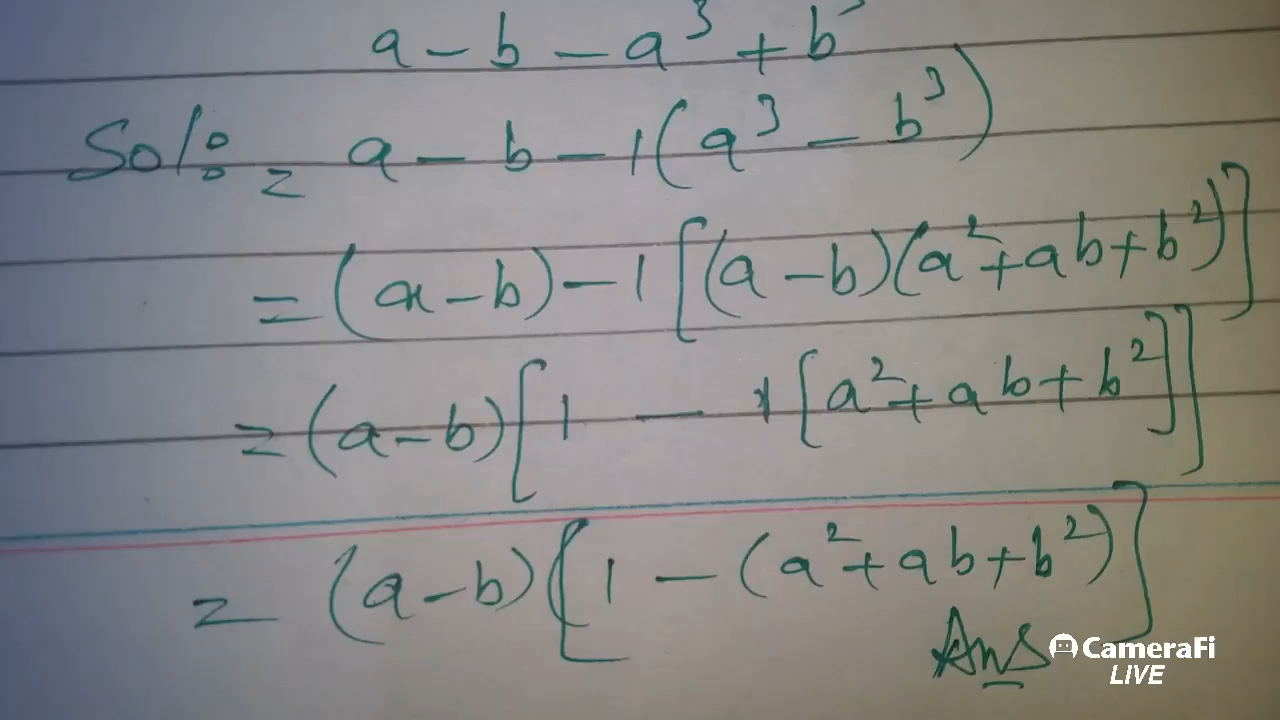 a - b - a³ + b³
Sol: = a - b - 1(a³ - b³)
= (a - b) - 1[(a - b)(a² + ab + b²)]
= (a - b)[1 - 1[a² + ab + b²]]
= (a - b)[1 - (a² + ab + b²)]
Ans
CameraFi
LIVE